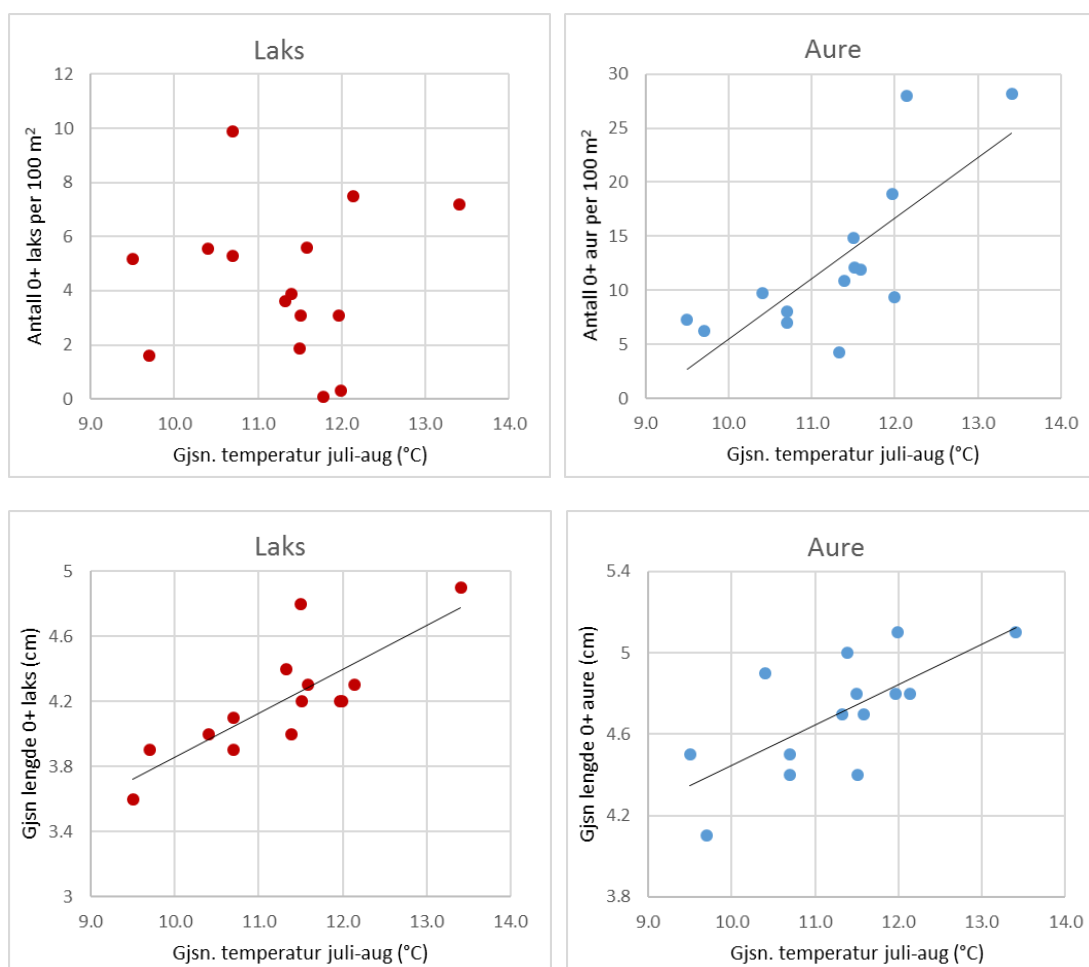 Laks
Antall 0+ laks per 100 m²
12
10
8
6
4
2
0
9.0 10.0 11.0 12.0 13.0 14.0
Gjsn. temperatur juli-aug (°C)
Aure
Antall 0+ aur per 100 m²
30
25
20
15
10
5
0
9.0 10.0 11.0 12.0 13.0 14.0
Gjsn. temperatur juli-aug (°C)
Laks
Gjsn lengde 0+ laks (cm)
5
4.6
4.2
3.8
3.4
3
9.0 10.0 11.0 12.0 13.0 14.0
Gjsn. temperatur juli-aug (°C)
Aure
Gjsn lengde 0+ aure (cm)
5.4
5
4.6
4.2
3.8
9.0 10.0 11.0 12.0 13.0 14.0
Gjsn. temperatur juli-aug (°C)